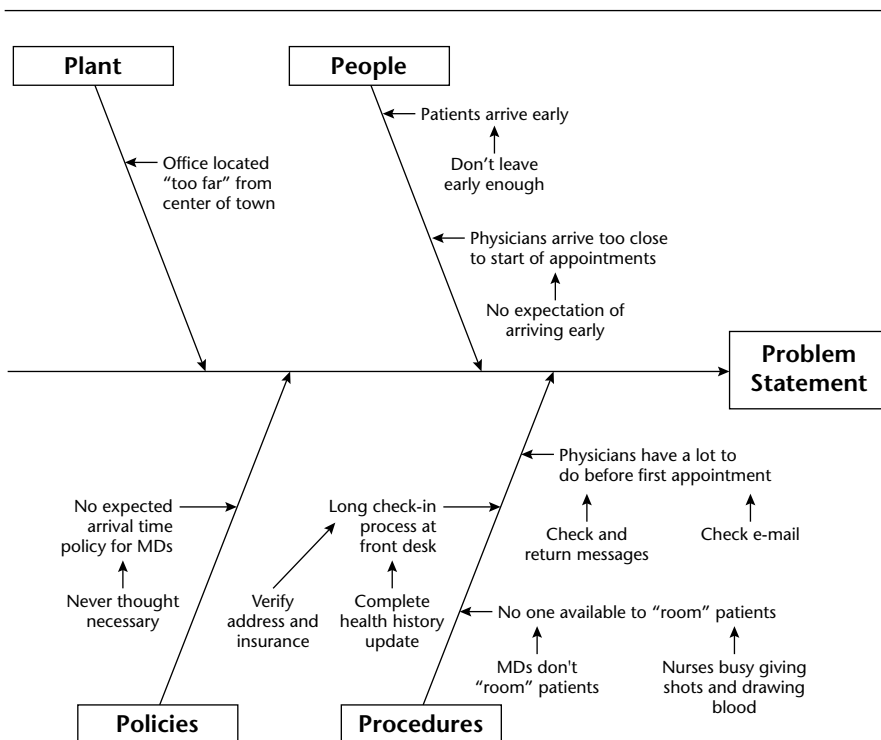 Plant
People
Patients arrive early
Don’t leave
early enough
Office located
“too far” from
center of town
Physicians arrive too close
to start of appointments
No expectation of
arriving early
Problem
Statement
Physicians have a lot to
do before first appointment
Check and
return messages
Check e-mail
No expected
arrival time
policy for MDs
Never thought
necessary
Long check-in
process at
front desk
Verify
address and
insurance
Complete
health history
update
No one available to “room” patients
MDs don't
“room” patients
Nurses busy giving
shots and drawing
blood
Policies
Procedures